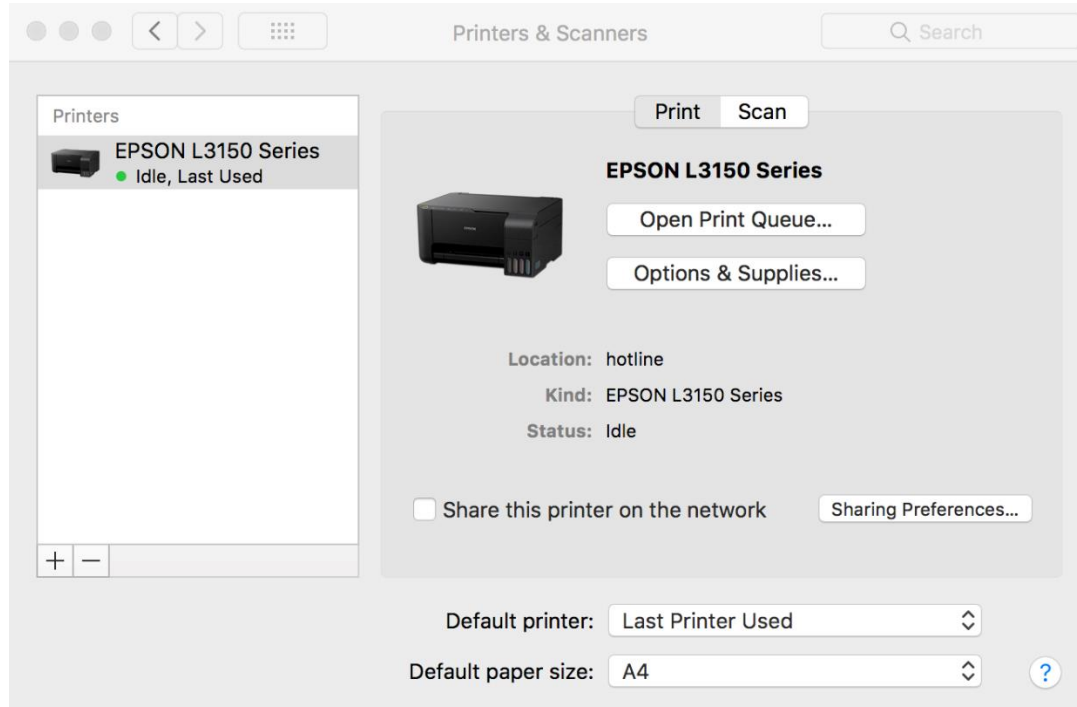 Printers & Scanners
Search
Printers
EPSON L3150 Series
Idle, Last Used
Print Scan
EPSON L3150 Series
Open Print Queue...
Options & Supplies...
Location: hotline
Kind: EPSON L3150 Series
Status: Idle
Share this printer on the network
Sharing Preferences...
+ −
Default printer: Last Printer Used
Default paper size: A4
?